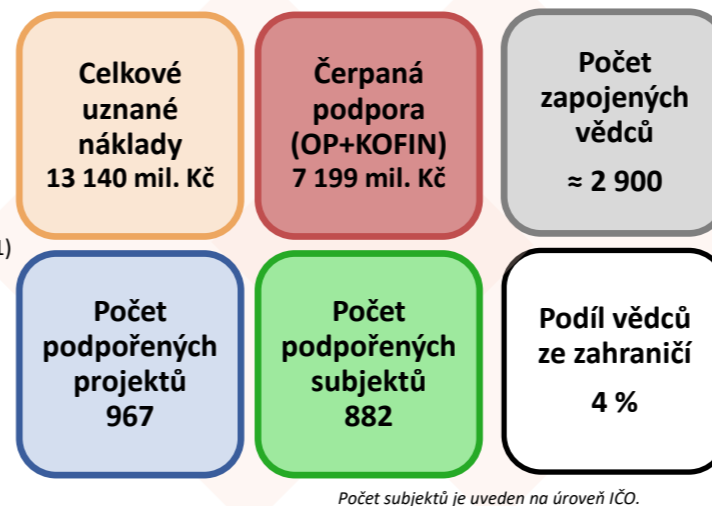 Celkové
uznané
náklady
13 140 mil. Kč
Čerpaná
podpora
(OP+KOFIN)
7 199 mil. Kč
Počet
zapojených
vědců
≈ 2 900
1)
Počet
podpořených
projektů
967
Počet
podpořených
subjektů
882
Podíl vědců
ze zahraničí
4 %
Počet subjektů je uveden na úroveň IČO.